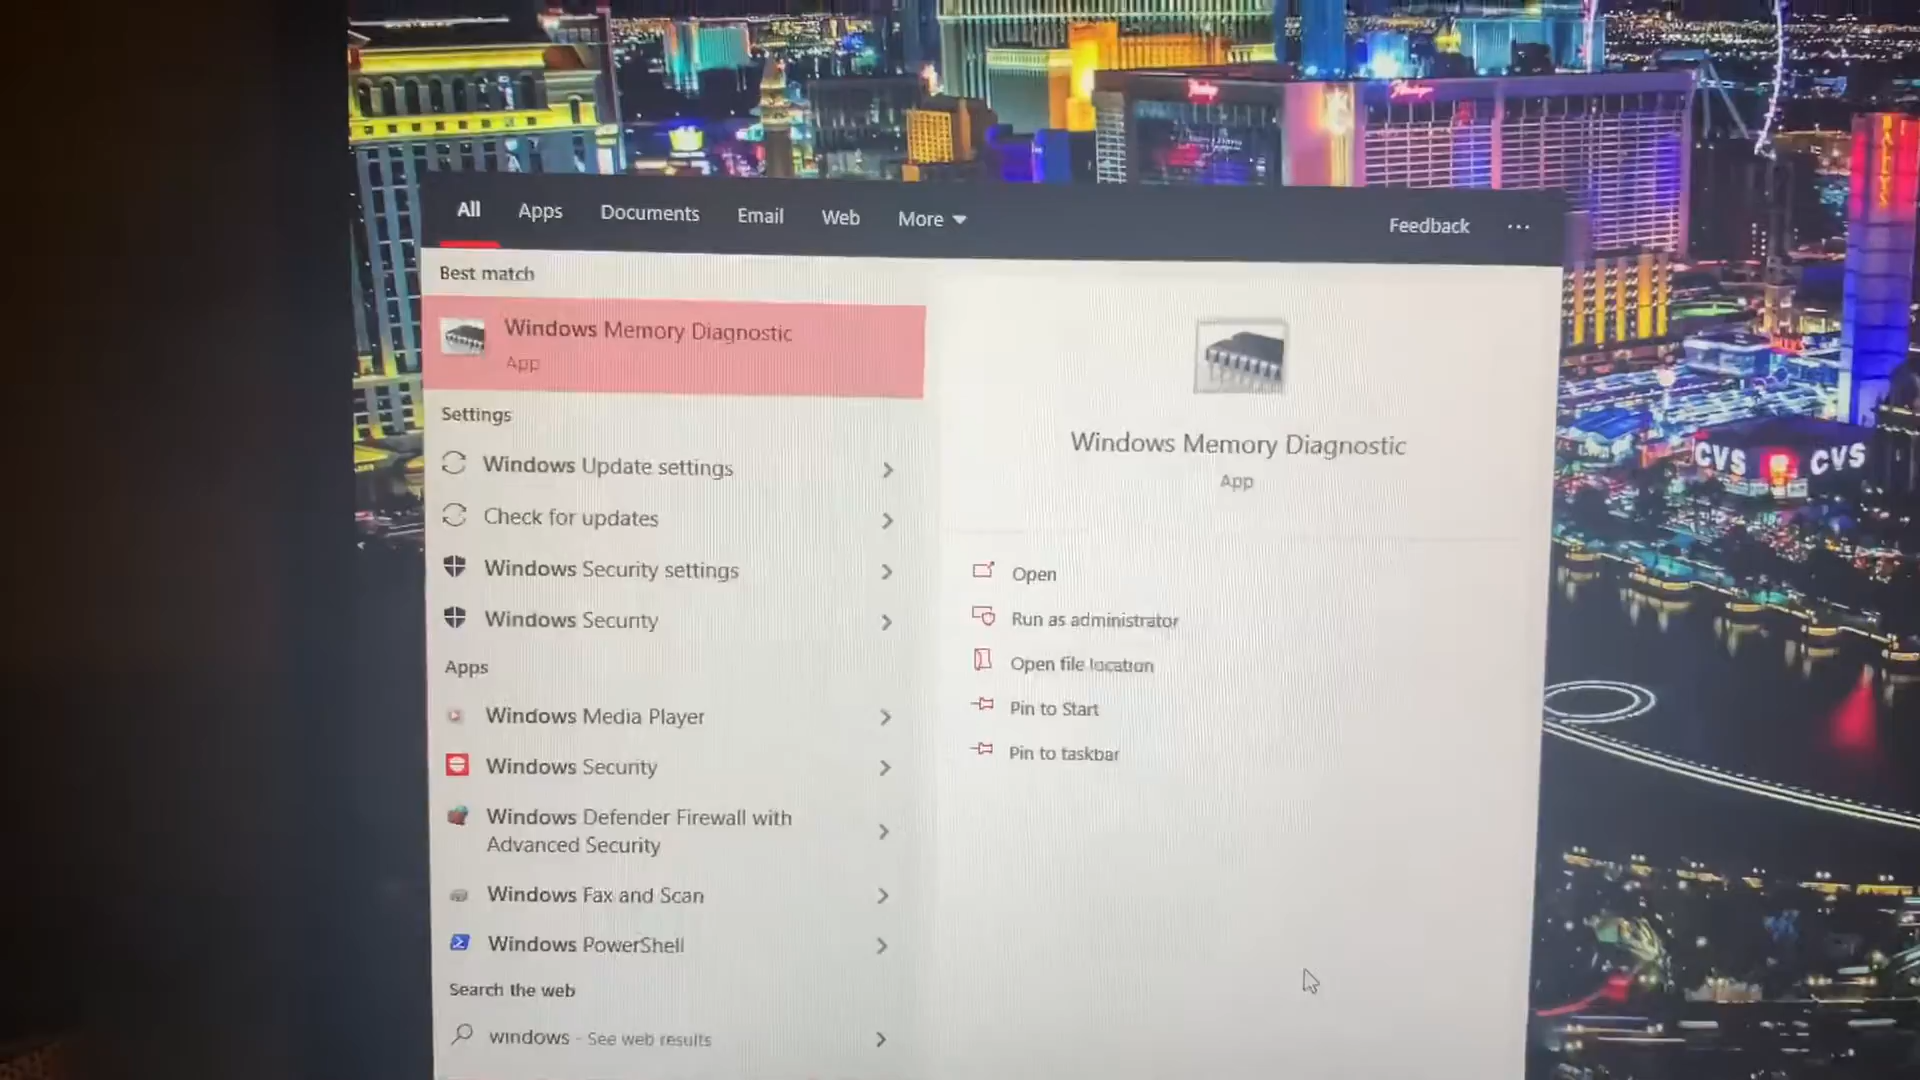 All Apps Documents Email Web More Feedback ...
Best match
Windows Memory Diagnostic
App
Settings
Windows Update settings
Check for updates
Windows Security settings
Windows Security
Apps
Windows Media Player
Windows Security
Windows Defender Firewall with
Advanced Security
Windows Fax and Scan
Windows PowerShell
Search the web
windows - See web results
Windows Memory Diagnostic
App
Open
Run as administrator
Open file location
Pin to Start
Pin to taskbar
Flamingo
Flamingo
BALLYS
CVS CVS